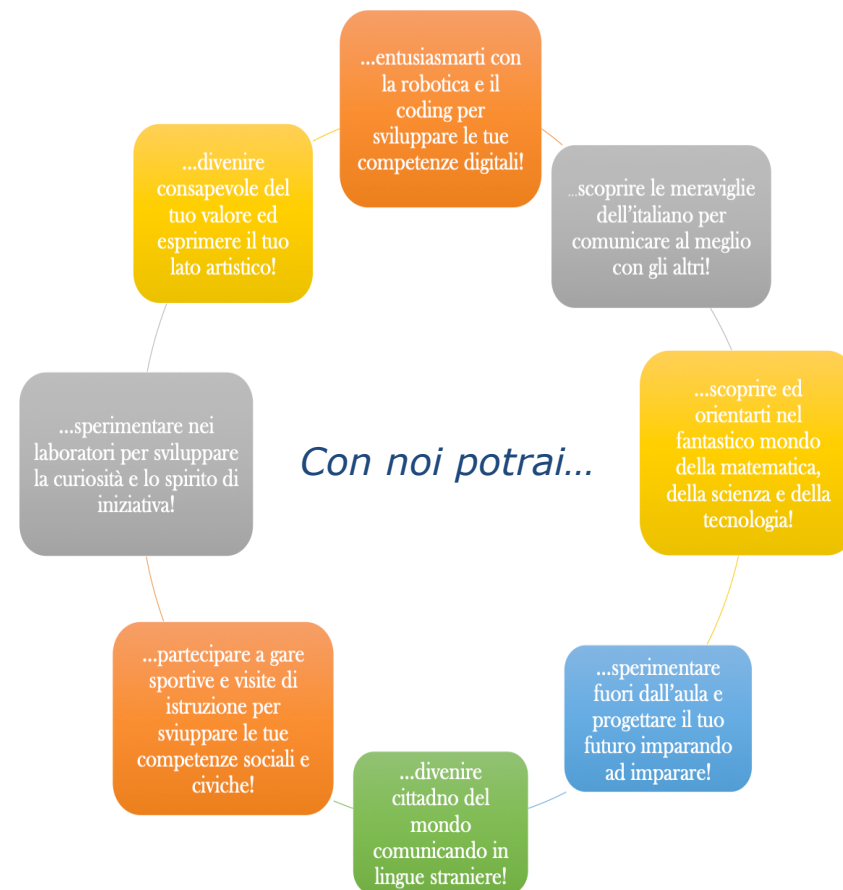 ...entusiasmarti con
la robotica e il
coding per
sviluppare le tue
competenze digitali!
...scoprire le meraviglie
dell'italiano per
comunicare al meglio
con gli altri!
...scoprire ed
orientarti nel
fantastico mondo
della matematica,
della scienza e della
tecnologia!
...sperimentare
fuori dall'aula e
progettare il tuo
futuro imparando
ad imparare!
...divenire
cittadno del
mondo
comunicando in
lingue straniere!
...partecipare a gare
sportive e visite di
istruzione per
sviuppare le tue
competenze sociali e
civiche!
...sperimentare nei
laboratori per sviluppare
la curiosità e lo spirito di
iniziativa!
...divenire
consapevole del
tuo valore ed
esprimere il tuo
lato artistico!
Con noi potrai...